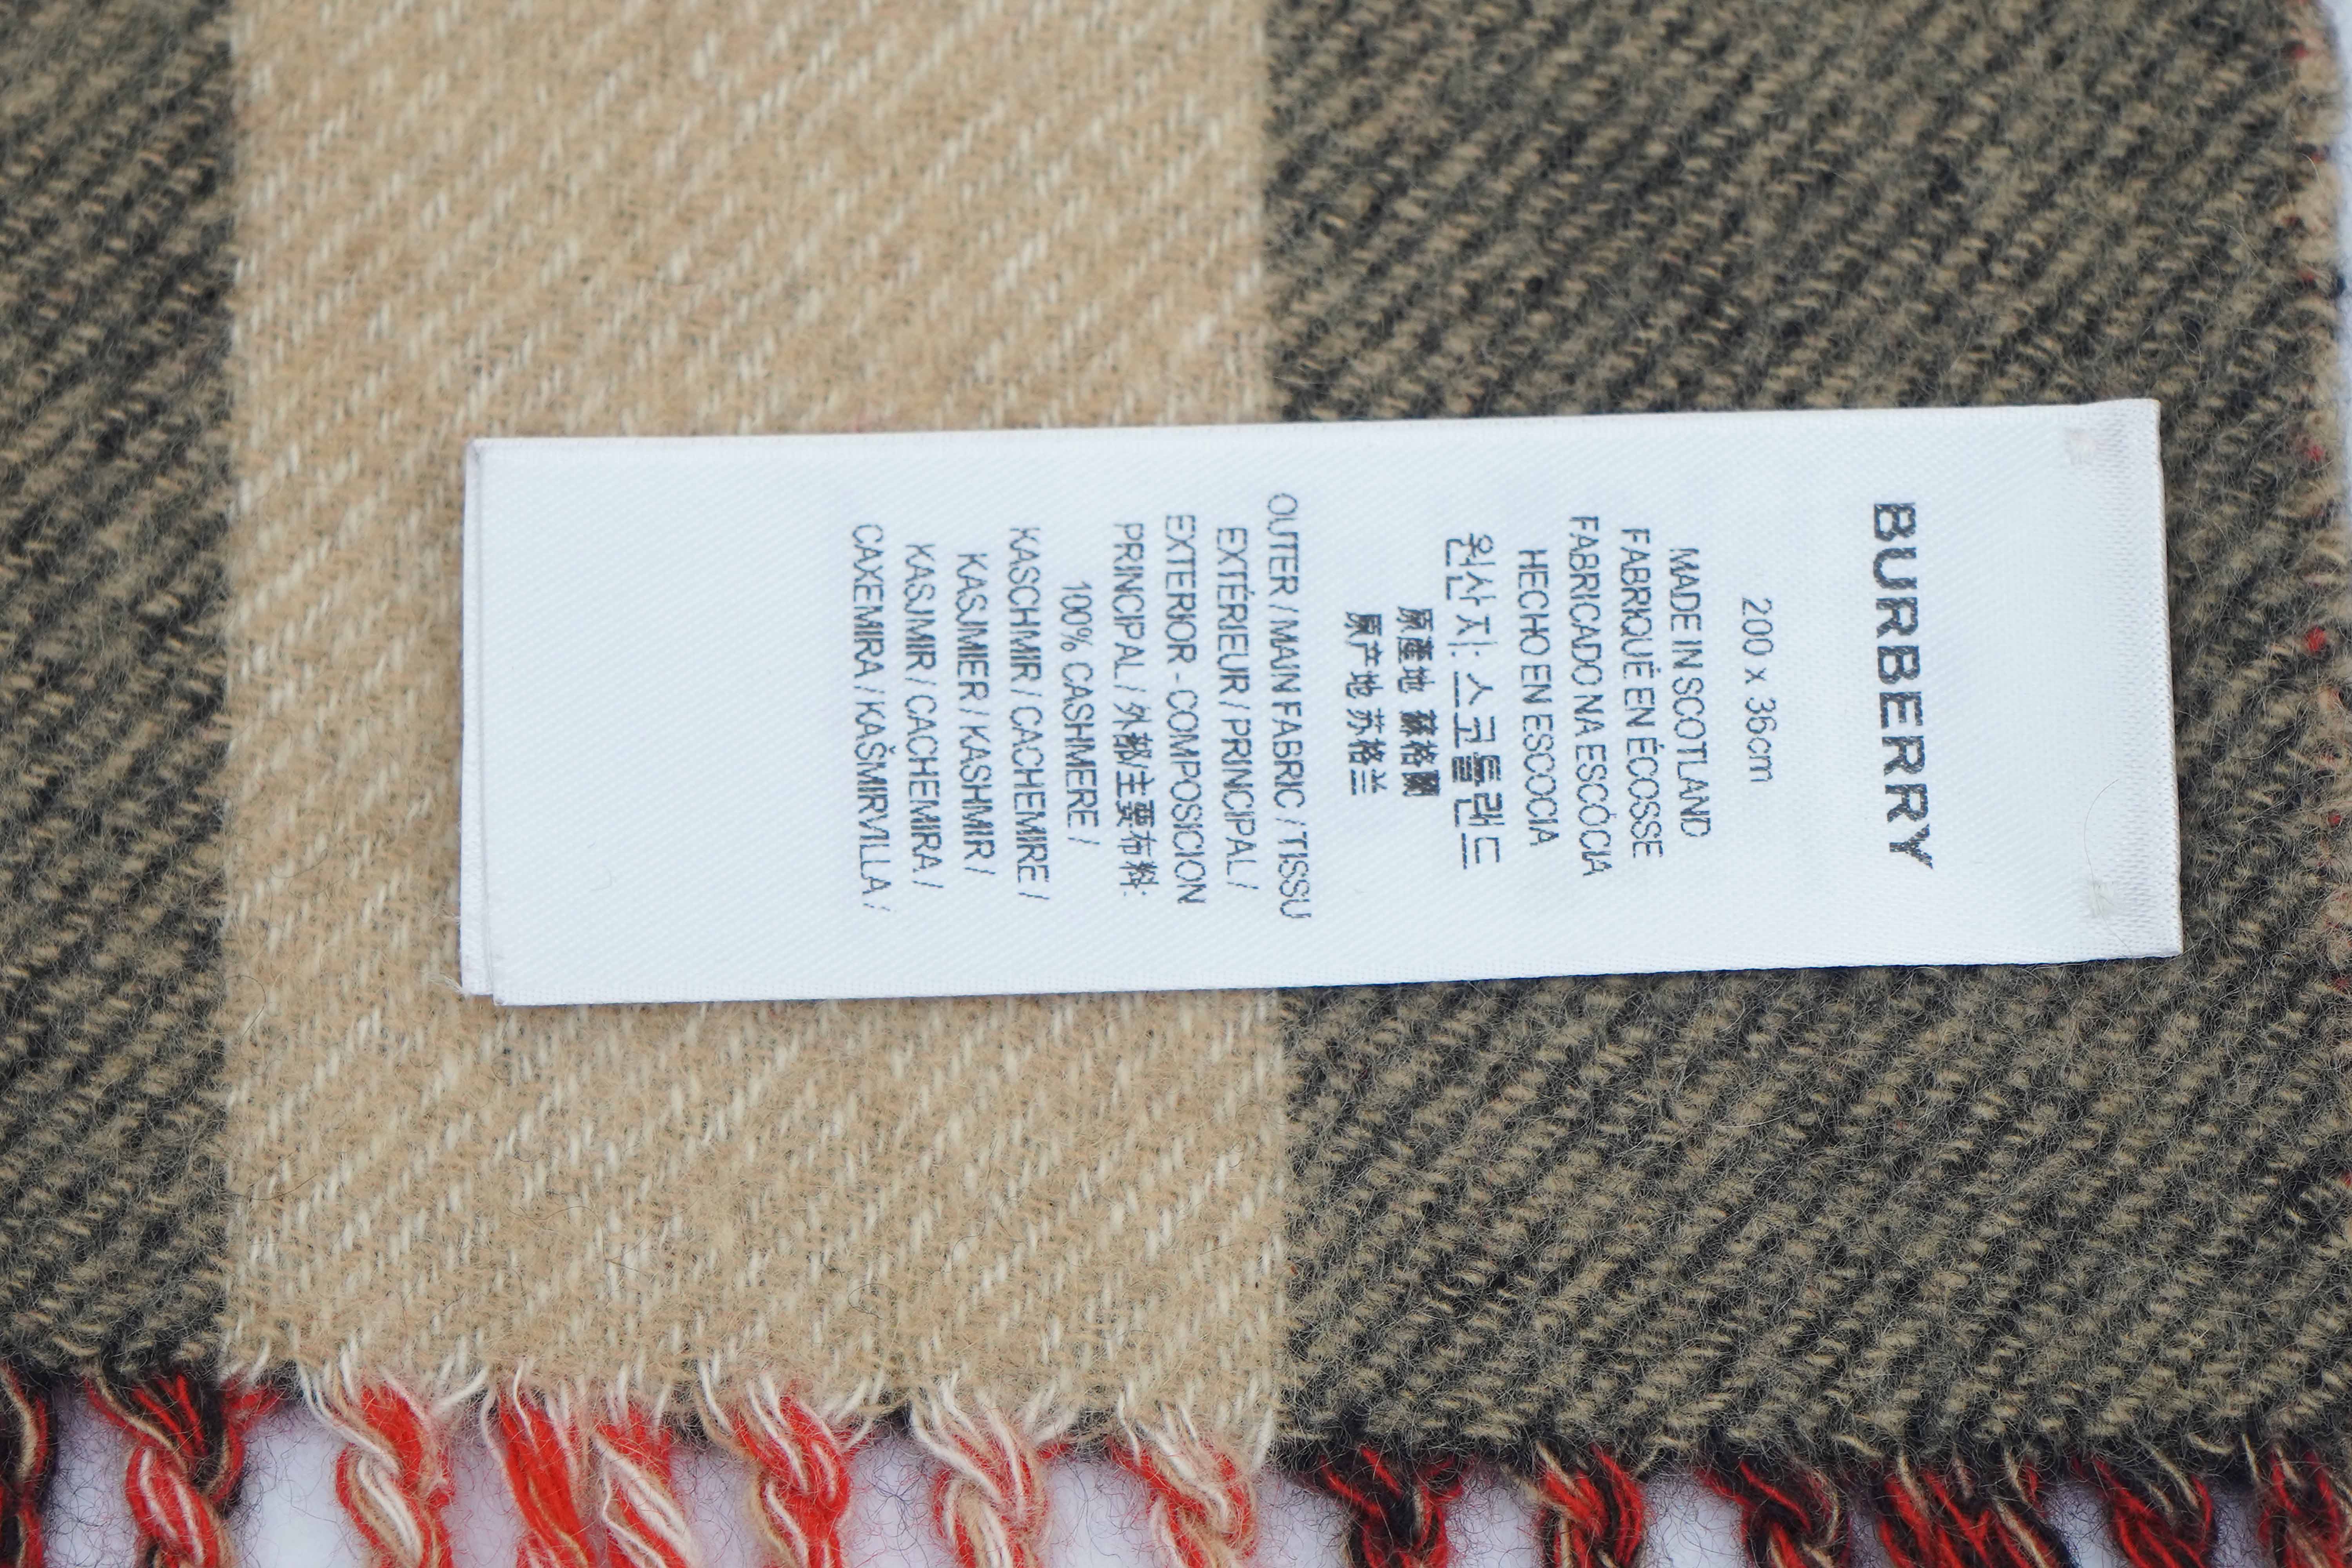 BURBERRY
200 x 36cm
MADE IN SCOTLAND
FABRIQUÉ EN ÉCOSSE
FABRICADO NA ESCÓCIA
HECHO EN ESCOCIA
원산지: 스코틀랜드
原產地 蘇格蘭
原产地 苏格兰
OUTER / MAIN FABRIC / TISSU
EXTÉRIEUR / PRINCIPAL /
EXTERIOR - COMPOSICION
PRINCIPAL / 外部主要布料:
100% CASHMERE /
KASCHMIR / CACHEMIRE /
KASJMIER / KASHMIR /
KASJMIR / CACHEMIRA /
CAXEMIRA / KAŠMIRVILLA /